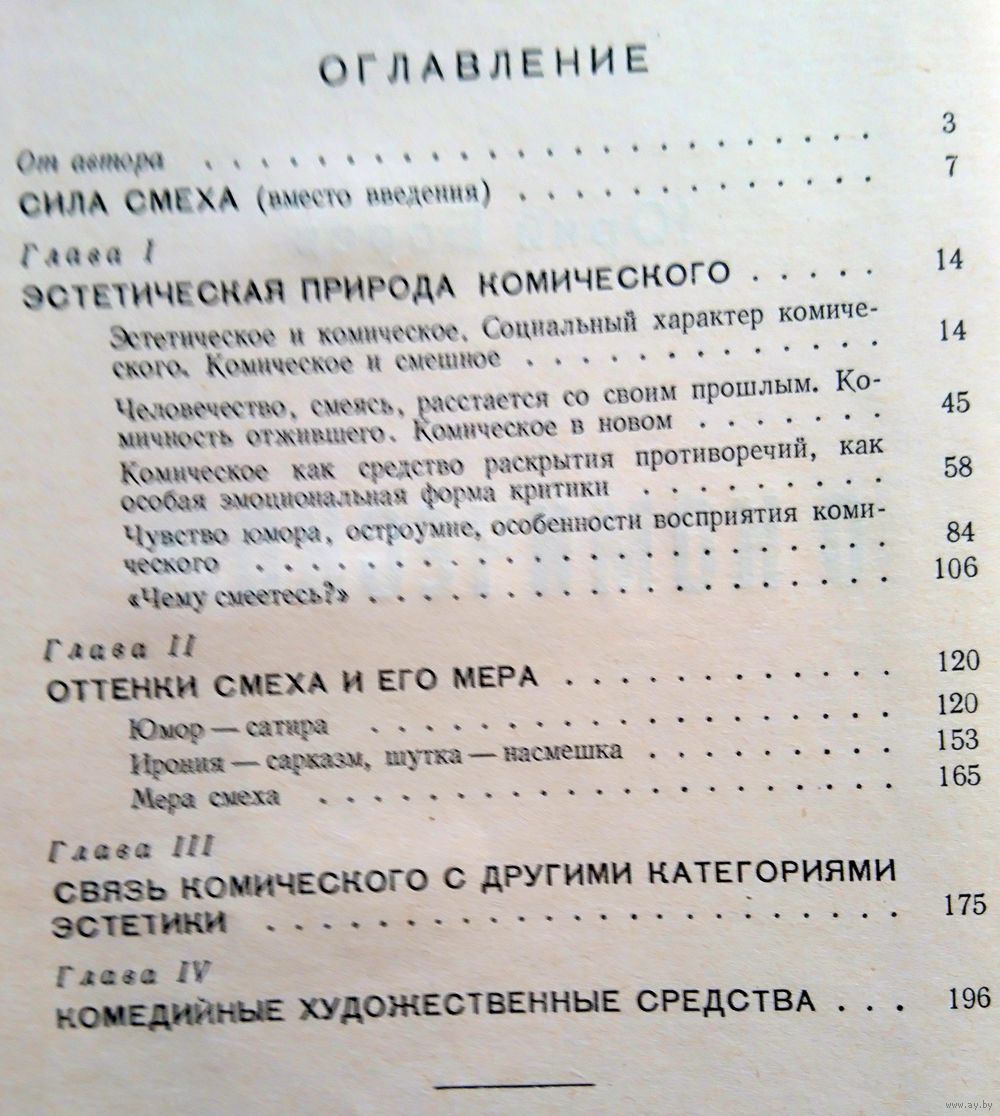 ОГЛАВЛЕНИЕ
От автора . . . . . . . . . . . . . . . . . . . . . . . . 3
СИЛА СМЕХА (вместо введения) . . . . . . . . . . . . . 7
Глава I
ЭСТЕТИЧЕСКАЯ ПРИРОДА КОМИЧЕСКОГО . . . . . 14
Эстетическое и комическое. Социальный характер комиче-
ского. Комическое и смешное . . . . . . . . . . . . . 14
Человечество, смеясь, расстается со своим прошлым. Ко-
мичность отжившего. Комическое в новом . . . . . . . 45
Комическое как средство раскрытия противоречий, как
особая эмоциональная форма критики . . . . . . . . . 58
Чувство юмора, остроумие, особенности восприятия коми-
ческого . . . . . . . . . . . . . . . . . . . . . . . 84
«Чему смеетесь?» . . . . . . . . . . . . . . . . . . . 106
Глава II
ОТТЕНКИ СМЕХА И ЕГО МЕРА . . . . . . . . . . . . 120
Юмор — сатира . . . . . . . . . . . . . . . . . . . 120
Ирония — сарказм, шутка — насмешка . . . . . . . . . 153
Мера смеха . . . . . . . . . . . . . . . . . . . . . 165
Глава III
СВЯЗЬ КОМИЧЕСКОГО С ДРУГИМИ КАТЕГОРИЯМИ
ЭСТЕТИКИ . . . . . . . . . . . . . . . . . . . . . . . 175
Глава IV
КОМЕДИЙНЫЕ ХУДОЖЕСТВЕННЫЕ СРЕДСТВА . . . 196
www.ay.by